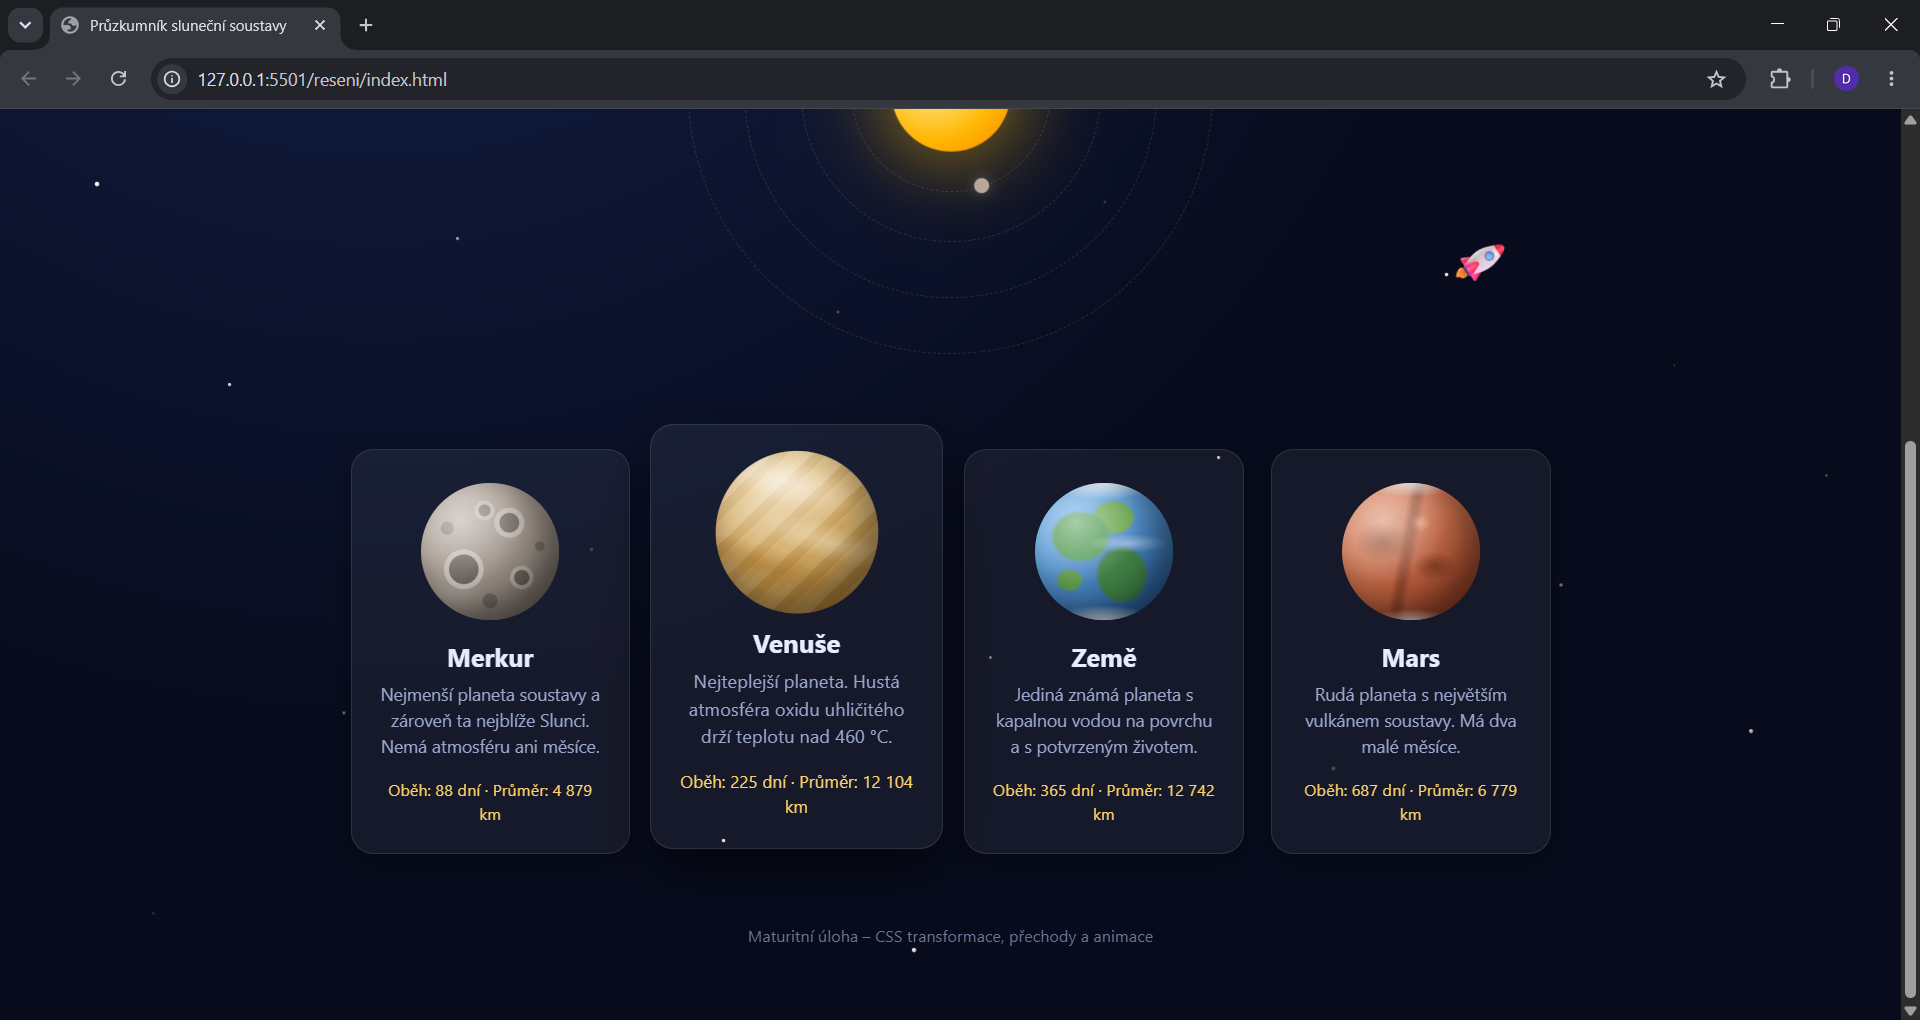 Průzkumník sluneční soustavy
127.0.0.1:5501/reseni/index.html
D
Merkur
Nejmenší planeta soustavy a
zároveň ta nejblíže Slunci.
Nemá atmosféru ani měsíce.
Oběh: 88 dní · Průměr: 4 879
km
Venuše
Nejteplejší planeta. Hustá
atmosféra oxidu uhličitého
drží teplotu nad 460 °C.
Oběh: 225 dní · Průměr: 12 104
km
Země
Jediná známá planeta s
kapalnou vodou na povrchu
a s potvrzeným životem.
Oběh: 365 dní · Průměr: 12 742
km
Mars
Rudá planeta s největším
vulkánem soustavy. Má dva
malé měsíce.
Oběh: 687 dní · Průměr: 6 779
km
Maturitní úloha – CSS transformace, přechody a animace